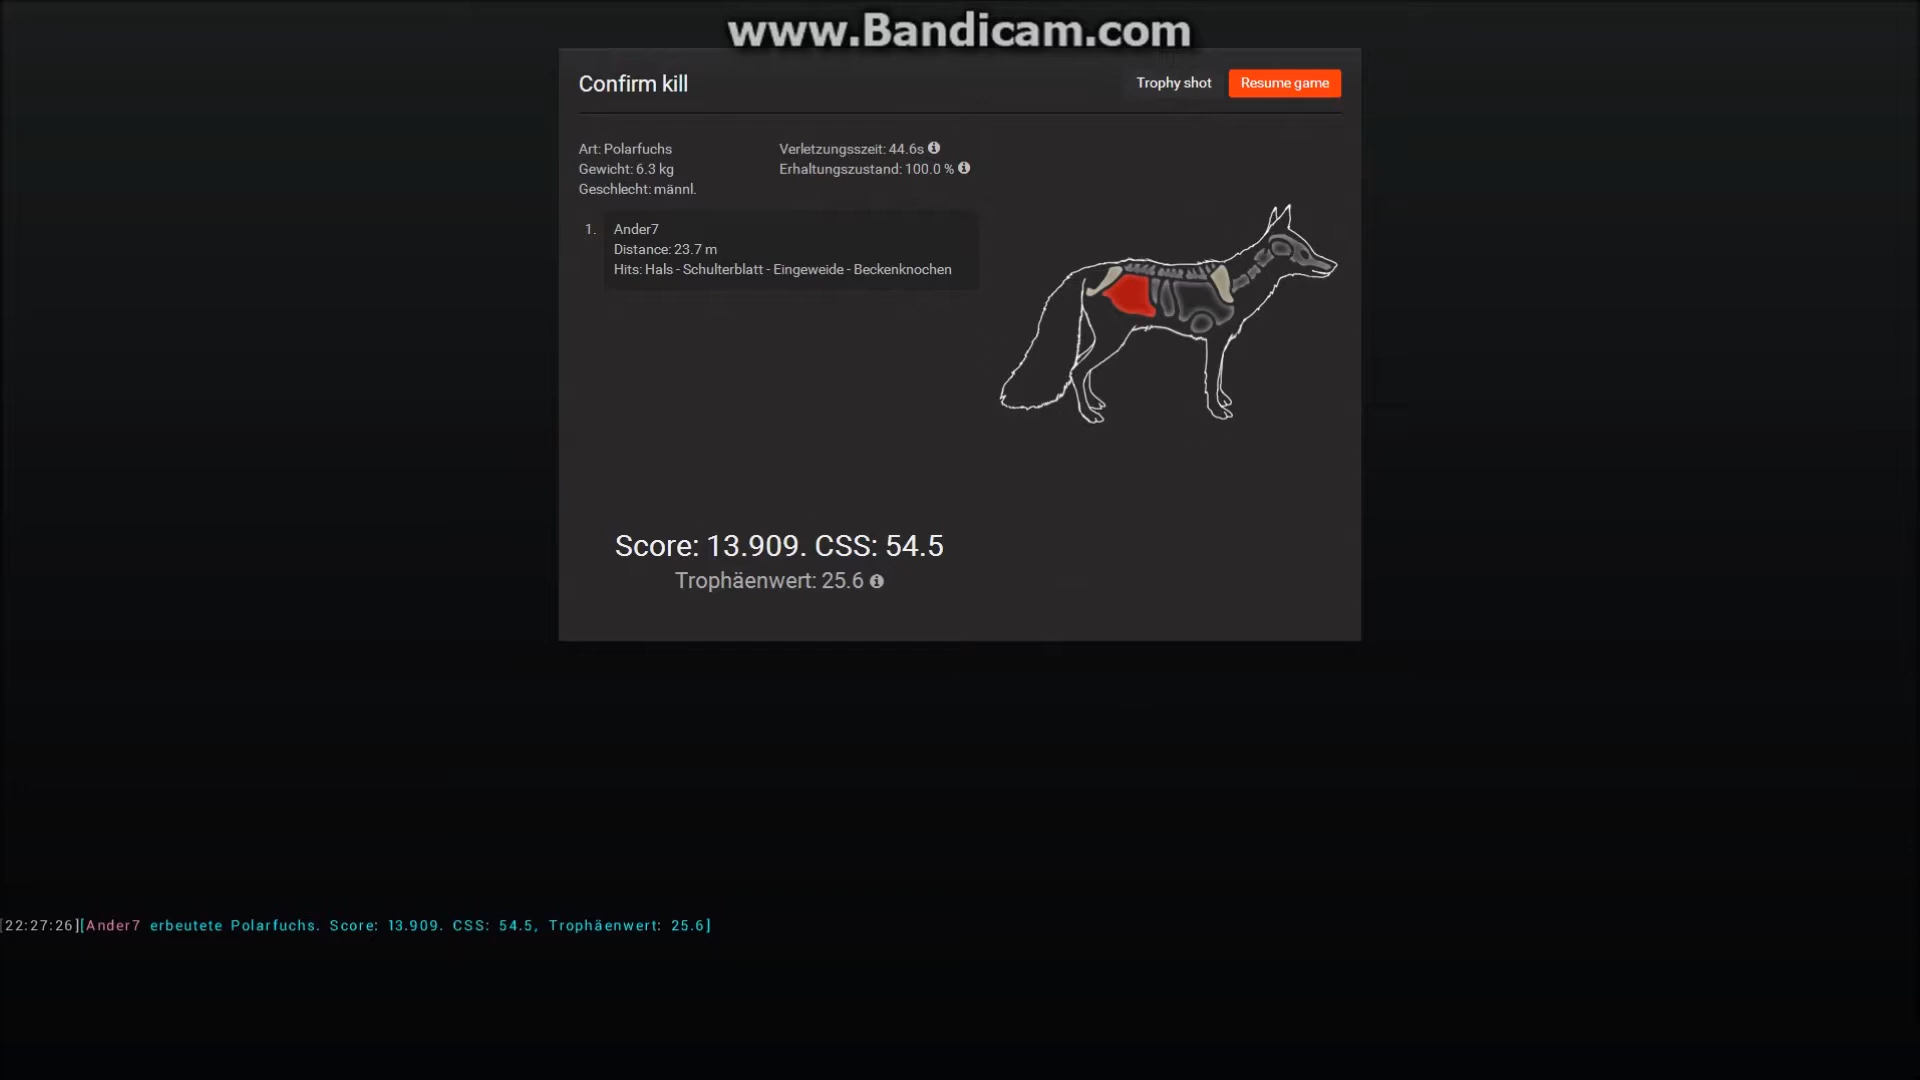 www.Bandicam.com
Confirm kill
Trophy shot
Resume game
Art: Polarfuchs
Gewicht: 6.3 kg
Geschlecht: männl.
Verletzungsszeit: 44.6s
Erhaltungszustand: 100.0 %
1.
Ander7
Distance: 23.7 m
Hits: Hals - Schulterblatt - Eingeweide - Beckenknochen
Score: 13.909. CSS: 54.5
Trophäenwert: 25.6
[22:27:26][Ander7 erbeutete Polarfuchs. Score: 13.909. CSS: 54.5, Trophäenwert: 25.6]